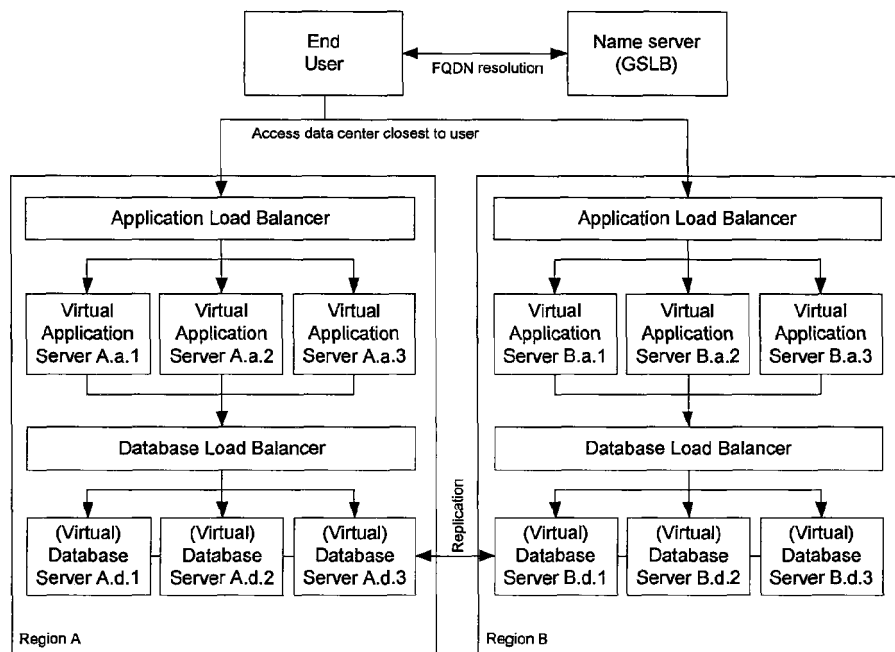 End
User
Name server
(GSLB)
FQDN resolution
Access data center closest to user
Application Load Balancer
Virtual
Application
Server A.a.1
Virtual
Application
Server A.a.2
Virtual
Application
Server A.a.3
Database Load Balancer
(Virtual)
Database
Server A.d.1
(Virtual)
Database
Server A.d.2
(Virtual)
Database
Server A.d.3
Region A
Replication
Application Load Balancer
Virtual
Application
Server B.a.1
Virtual
Application
Server B.a.2
Virtual
Application
Server B.a.3
Database Load Balancer
(Virtual)
Database
Server B.d.1
(Virtual)
Database
Server B.d.2
(Virtual)
Database
Server B.d.3
Region B